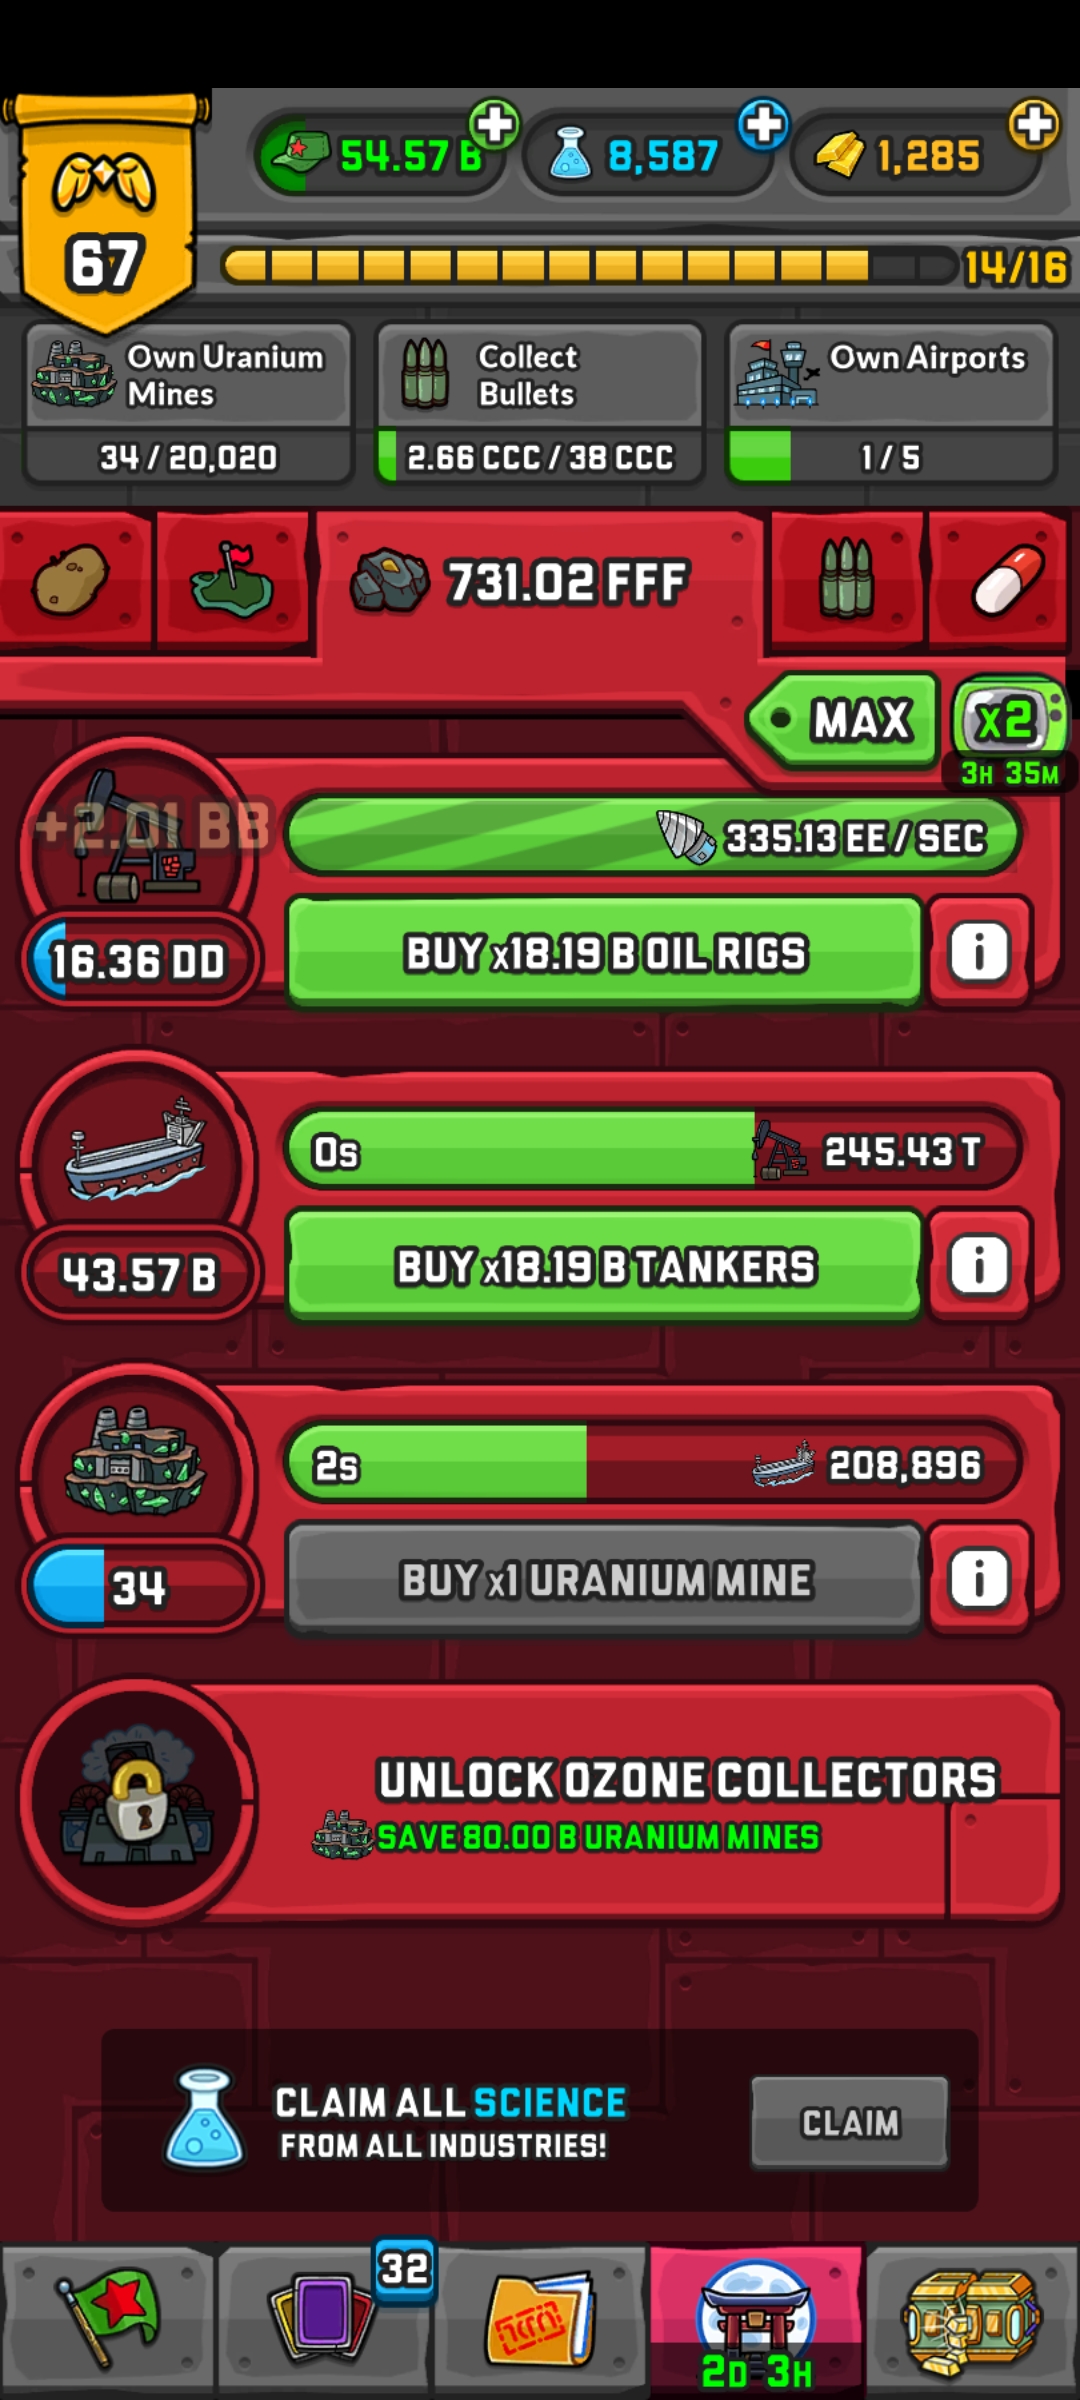 54.57 B
8,587
1,285
67
14/16
Own Uranium
Mines
34 / 20,020
Collect
Bullets
2.66 CCC / 38 CCC
Own Airports
1 / 5
731.02 FFF
MAX
x2
3H 35M
+2.01 BB
335.13 EE / SEC
16.36 DD
BUY x18.19 B OIL RIGS
i
0s
245.43 T
43.57 B
BUY x18.19 B TANKERS
i
2s
208,896
34
BUY x1 URANIUM MINE
i
UNLOCK OZONE COLLECTORS
SAVE 80.00 B URANIUM MINES
CLAIM ALL SCIENCE
FROM ALL INDUSTRIES!
CLAIM
32
2D 3H